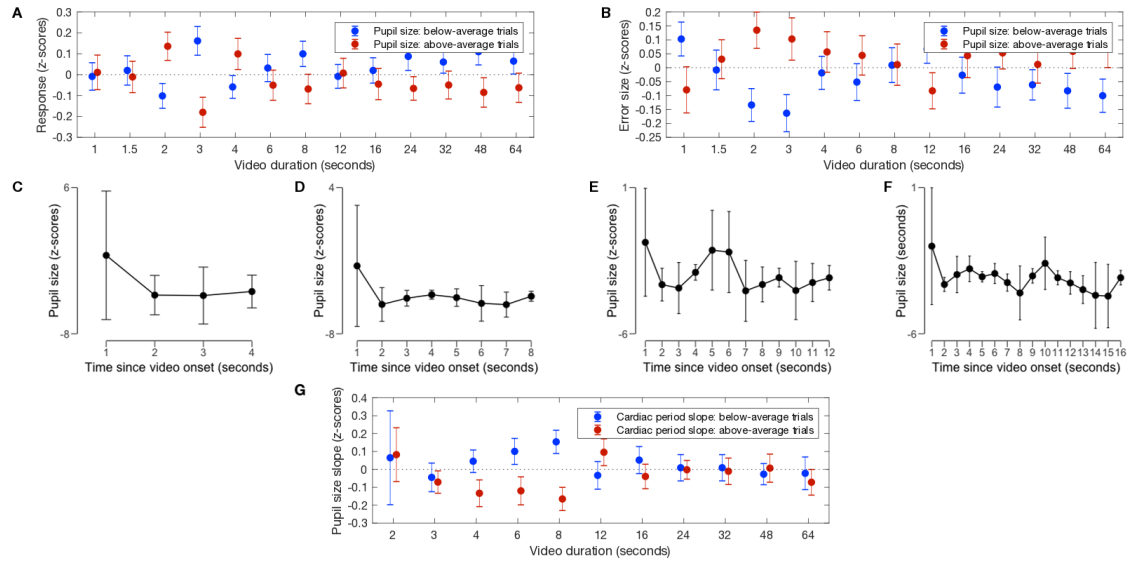 A
0.3
0.2
0.1
0
-0.1
-0.2
-0.3
Response (z-scores)
Pupil size: below-average trials
Pupil size: above-average trials
1 1.5 2 3 4 6 8 12 16 24 32 48 64
Video duration (seconds)
B
0.2
0.15
0.1
0.05
0
-0.05
-0.1
-0.15
-0.2
-0.25
Error size (z-scores)
Pupil size: below-average trials
Pupil size: above-average trials
1 1.5 2 3 4 6 8 12 16 24 32 48 64
Video duration (seconds)
C
6
-8
Pupil size (z-scores)
1 2 3 4
Time since video onset (seconds)
D
4
-8
Pupil size (z-scores)
1 2 3 4 5 6 7 8
Time since video onset (seconds)
E
1
-6
Pupil size (z-scores)
1 2 3 4 5 6 7 8 9 10 11 12
Time since video onset (seconds)
F
1
-6
Pupil size (seconds)
1 2 3 4 5 6 7 8 9 10 11 12 13 14 15 16
Time since video onset (seconds)
G
0.4
0.3
0.2
0.1
0
-0.1
-0.2
-0.3
-0.4
Pupil size slope (z-scores)
Cardiac period slope: below-average trials
Cardiac period slope: above-average trials
2 3 4 6 8 12 16 24 32 48 64
Video duration (seconds)